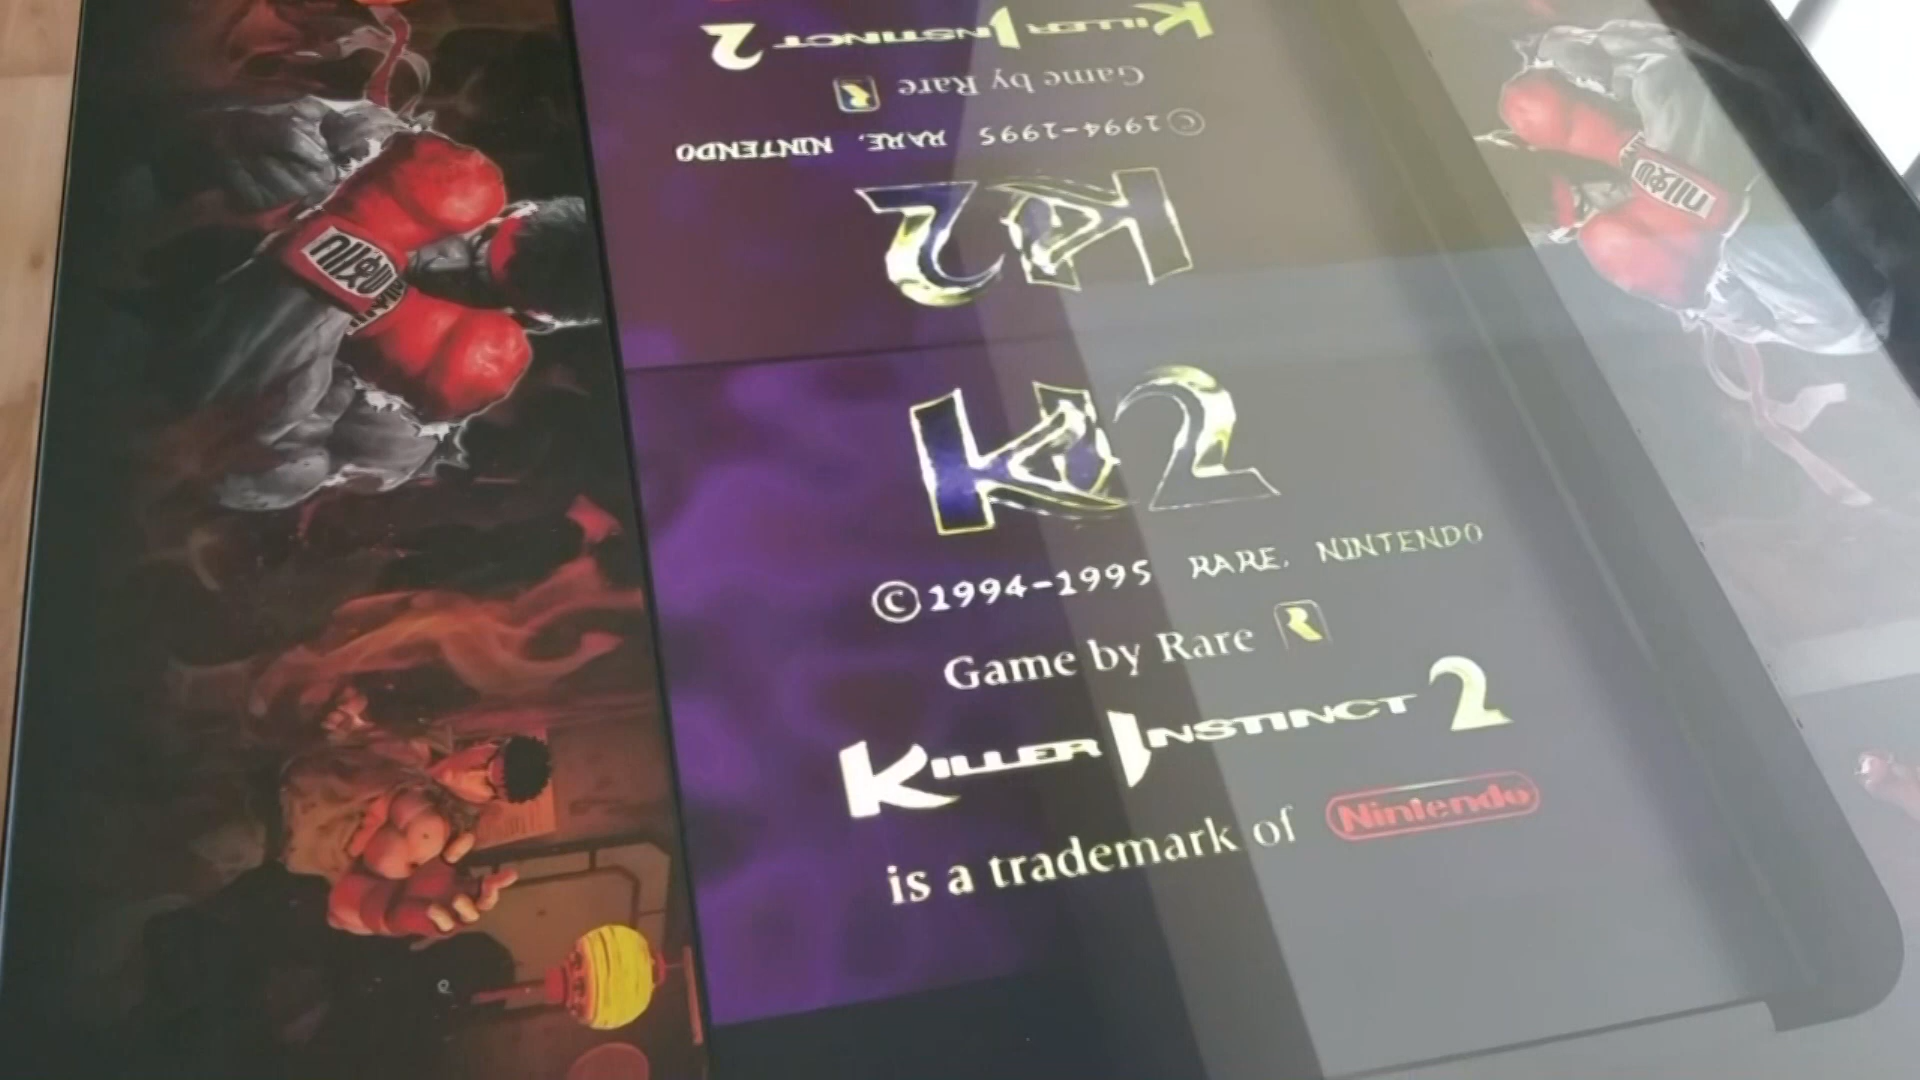 KILLER INSTINCT 2
Game by Rare
©1994-1995 RARE, NINTENDO
KI2
KI2
©1994-1995 RARE, NINTENDO
Game by Rare
KILLER INSTINCT 2
is a trademark of Nintendo